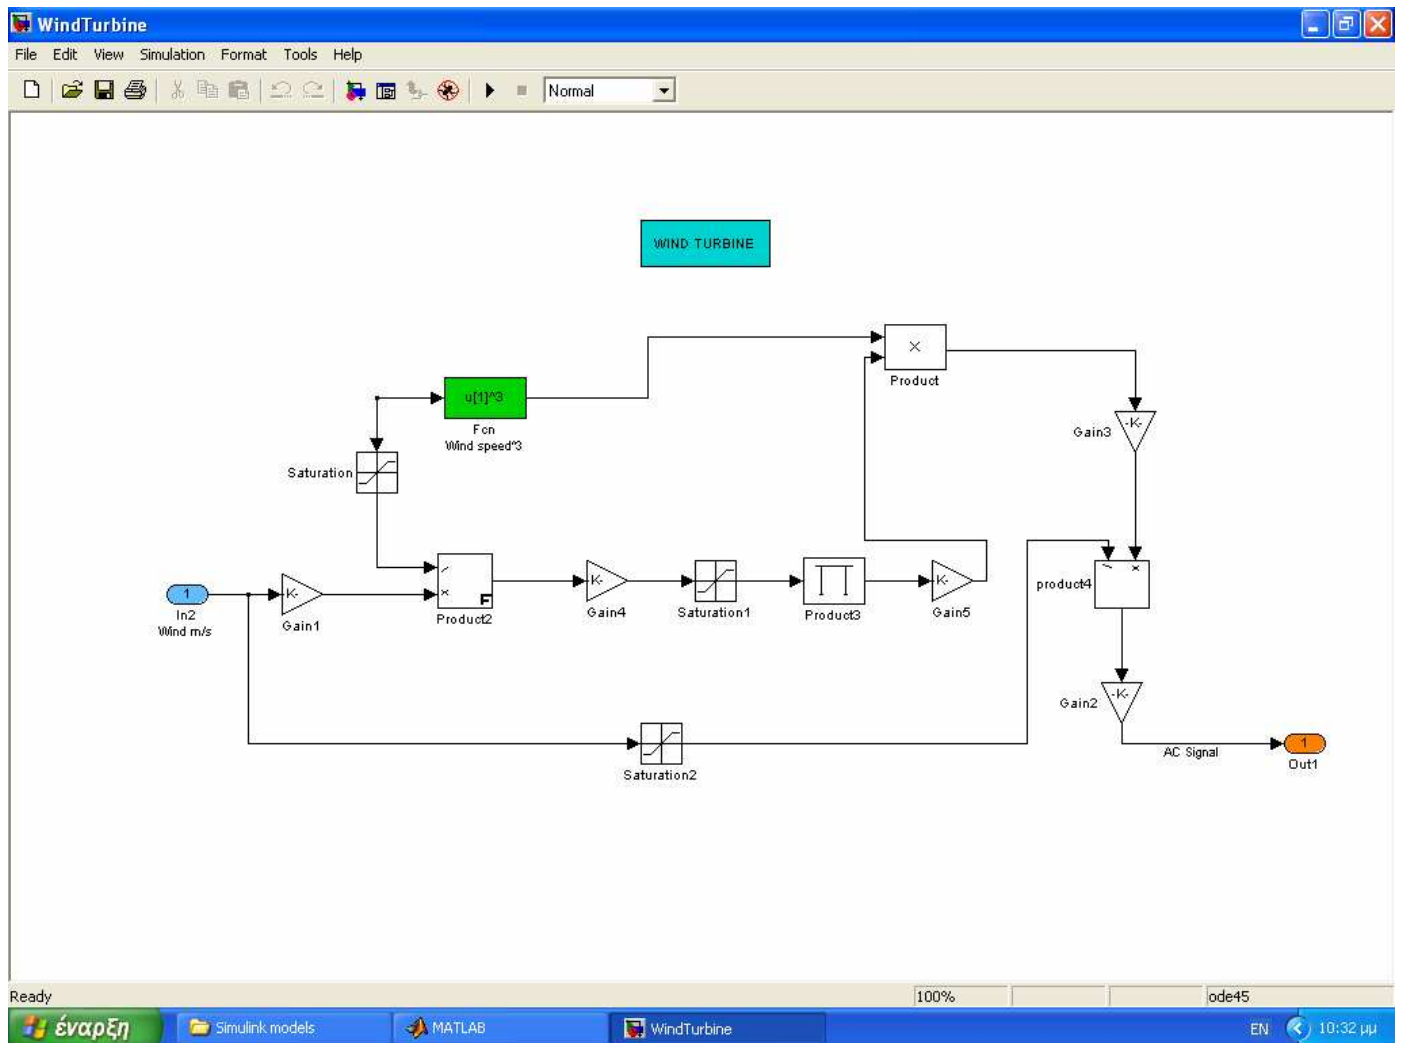 WindTurbine
File Edit View Simulation Format Tools Help
Normal
WIND TURBINE
×
Product
u[1]^3
Fcn
Wind speed^3
-K-
Gain3
Saturation
1
In2
Wind m/s
K-
Gain1
×
F
Product2
K-
Gain4
Saturation1
Product3
K-
Gain5
×
product4
-K-
Gain2
Saturation2
AC Signal
1
Out1
Ready 100% ode45
έναρξη Simulink models MATLAB WindTurbine EN 10:32 μμ